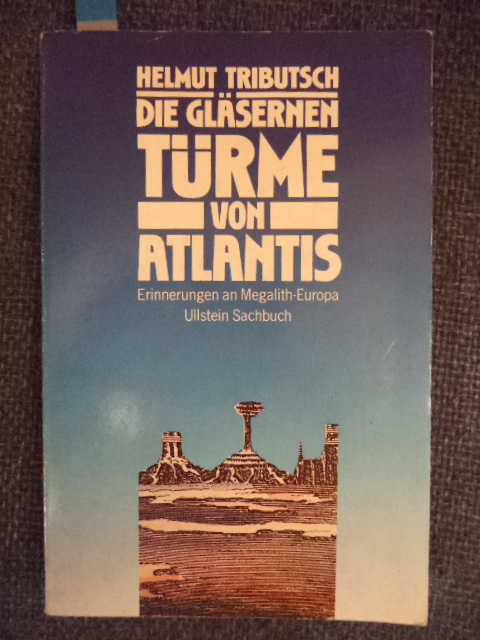 HELMUT TRIBUTSCH
DIE GLÄSERNEN
TÜRME
VON
ATLANTIS
Erinnerungen an Megalith-Europa
Ullstein Sachbuch